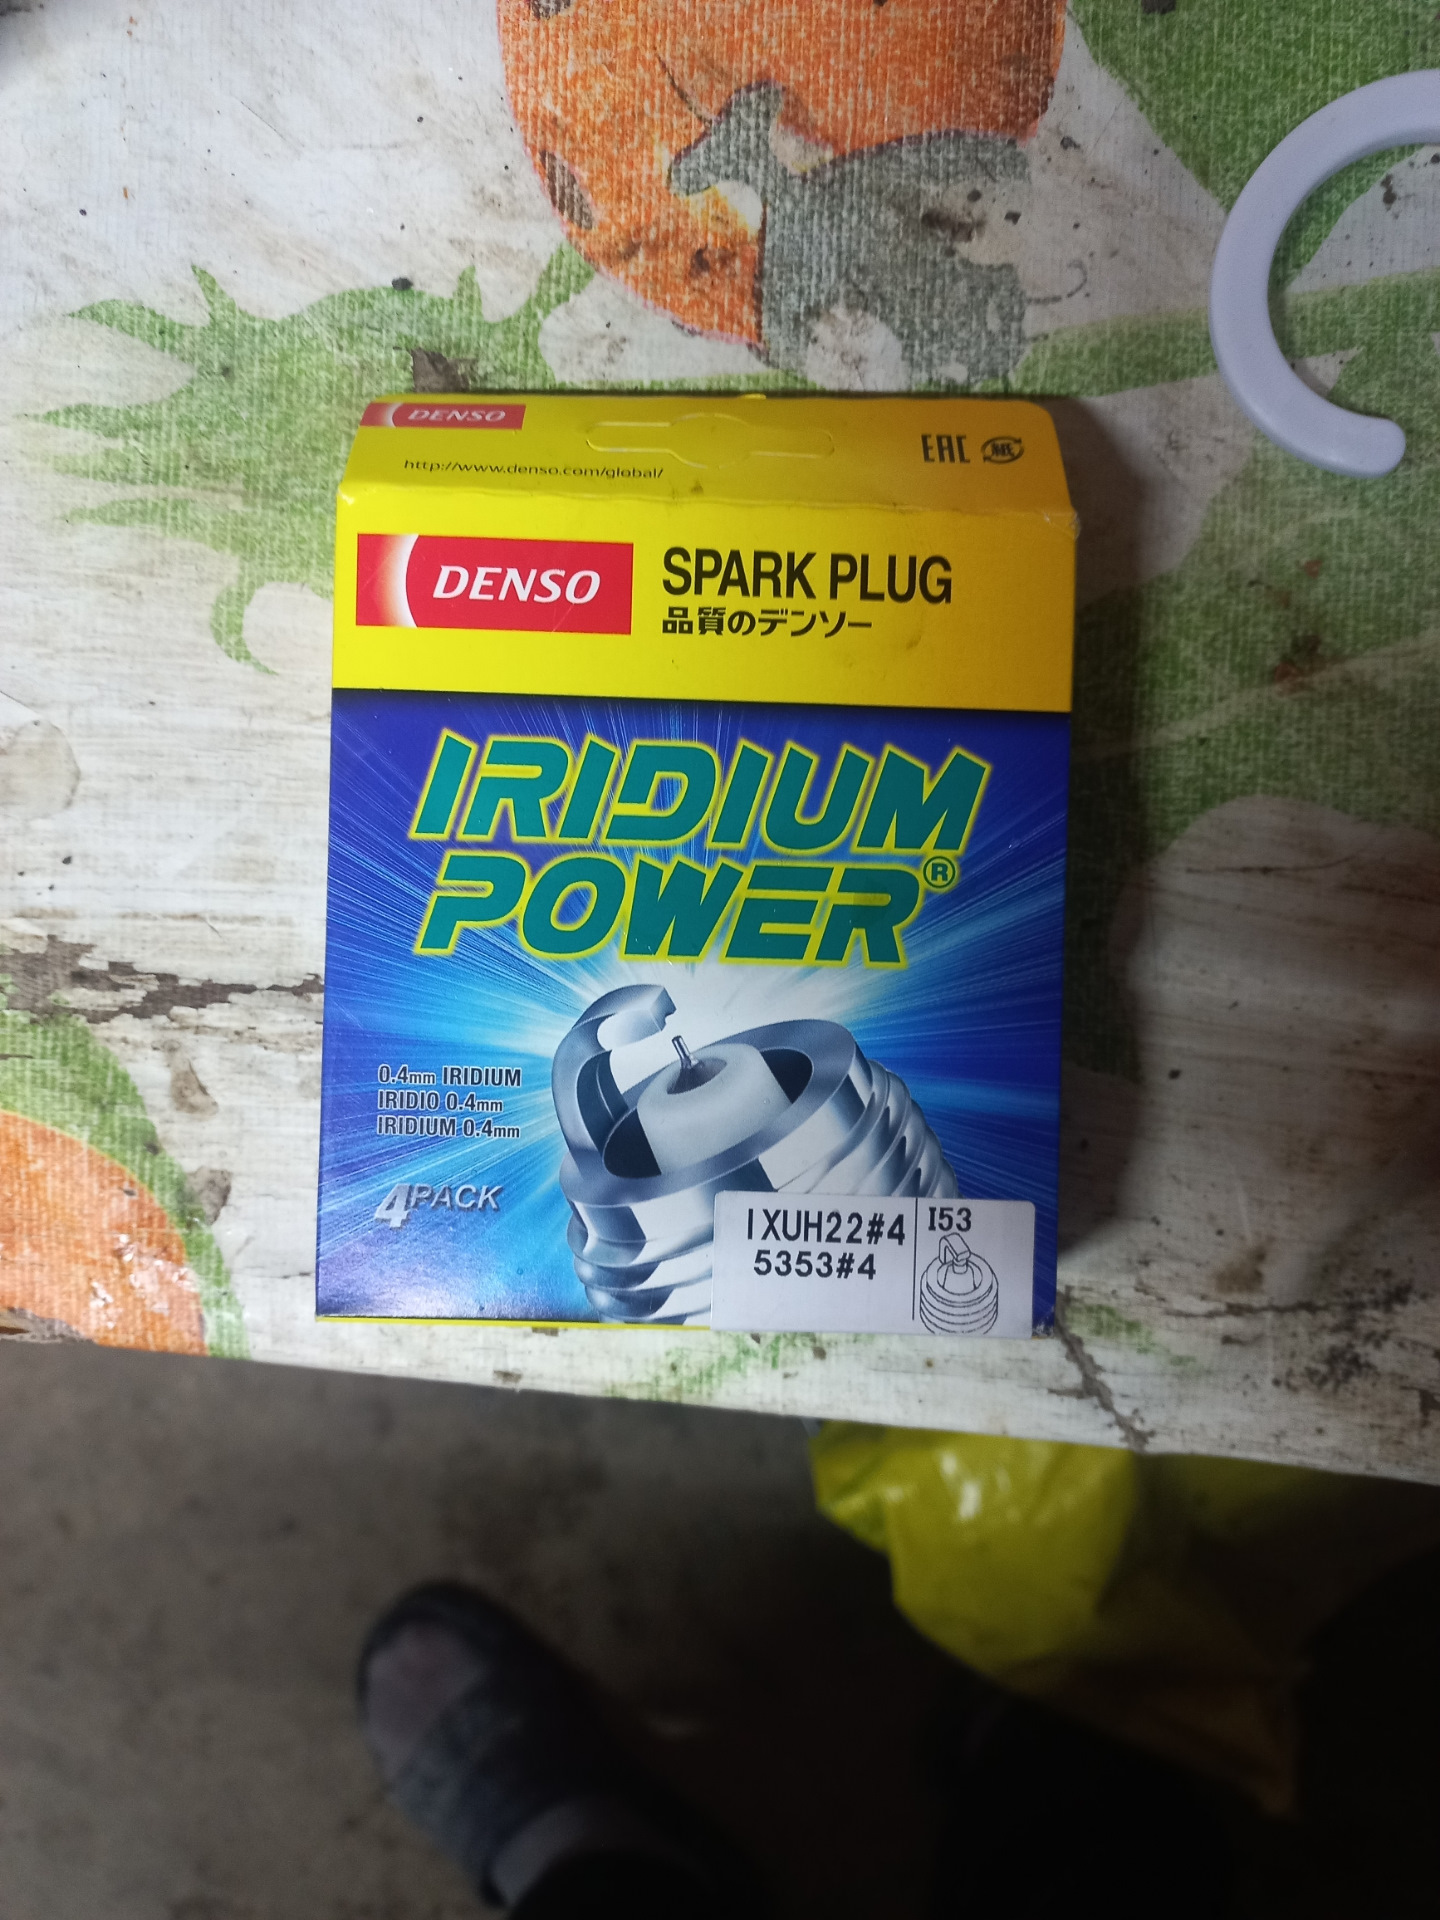 DENSO
http://www.denso.com/global/
EAC
紙
DENSO
SPARK PLUG
品質のデンソー
IRIDIUM
POWER®
0.4mm IRIDIUM
IRIDIO 0.4mm
IRIDIUM 0.4mm
4PACK
IXUH22#4
5353#4
I53